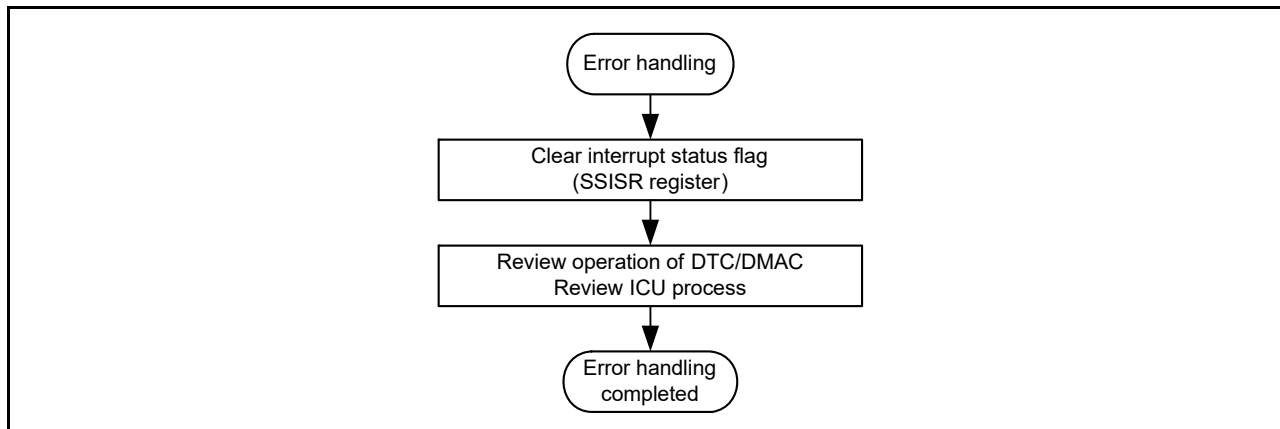 Error handling
Clear interrupt status flag
(SSISR register)
Review operation of DTC/DMAC
Review ICU process
Error handling
completed